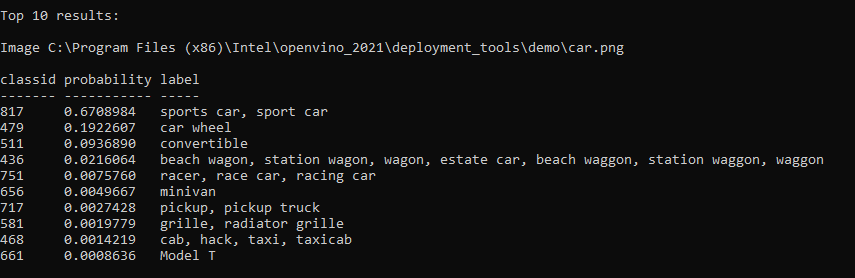 Top 10 results:
Image C:\Program Files (x86)\Intel\openvino_2021\deployment_tools\demo\car.png
classid probability label
------- ----------- -----
817     0.6708984   sports car, sport car
479     0.1922607   car wheel
511     0.0936890   convertible
436     0.0216064   beach wagon, station wagon, wagon, estate car, beach waggon, station waggon, waggon
751     0.0075760   racer, race car, racing car
656     0.0049667   minivan
717     0.0027428   pickup, pickup truck
581     0.0019779   grille, radiator grille
468     0.0014219   cab, hack, taxi, taxicab
661     0.0008636   Model T